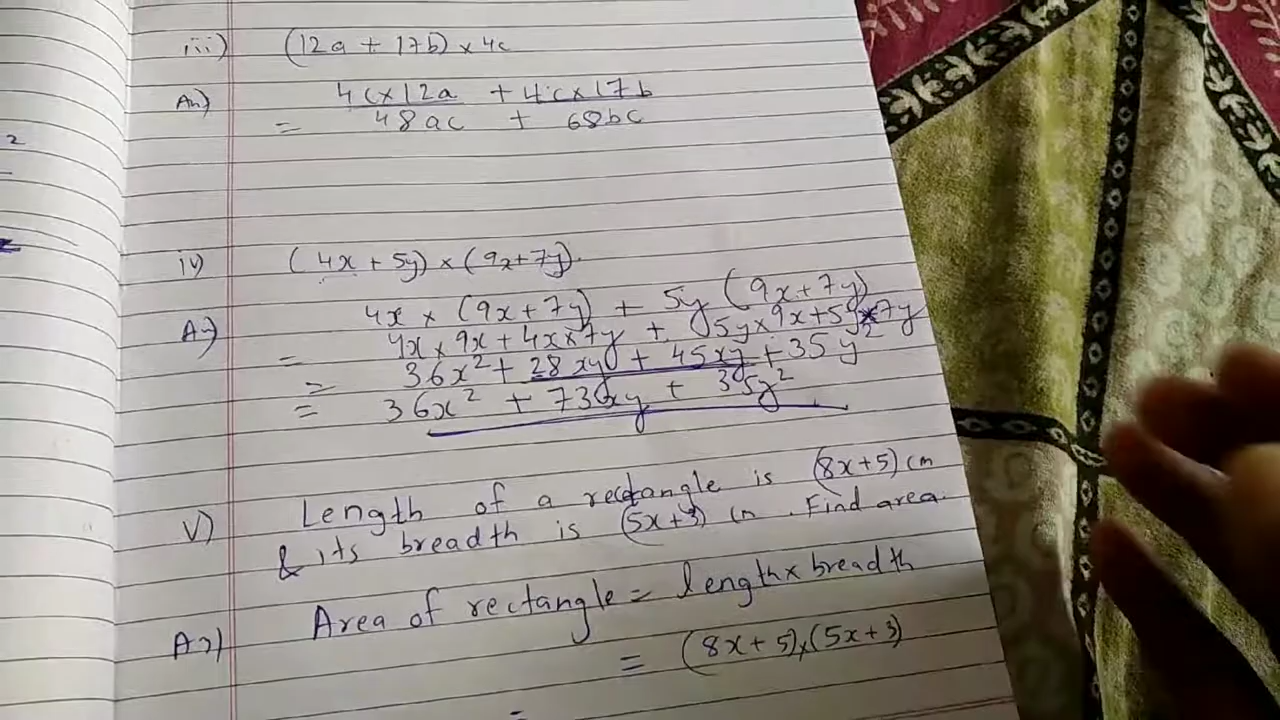 iii) (12a + 17b) × 4c
An) 4c×12a + 4c×17b
= 48ac + 68bc
2
iv) (4x + 5y) × (9x+7y).
A) 4x × (9x+7y) + 5y (9x+7y)
= 4x × 9x + 4x×7y + 5y×9x+5y×7y
= 36x² + 28xy + 45xy + 35y²
= 36x² + 73xy + 35y²
v) Length of a rectangle is (8x+5) cm
& its breadth is (5x+3) cm. Find area.
Area of rectangle = length× breadth
= (8x+5)×(5x+3)
=